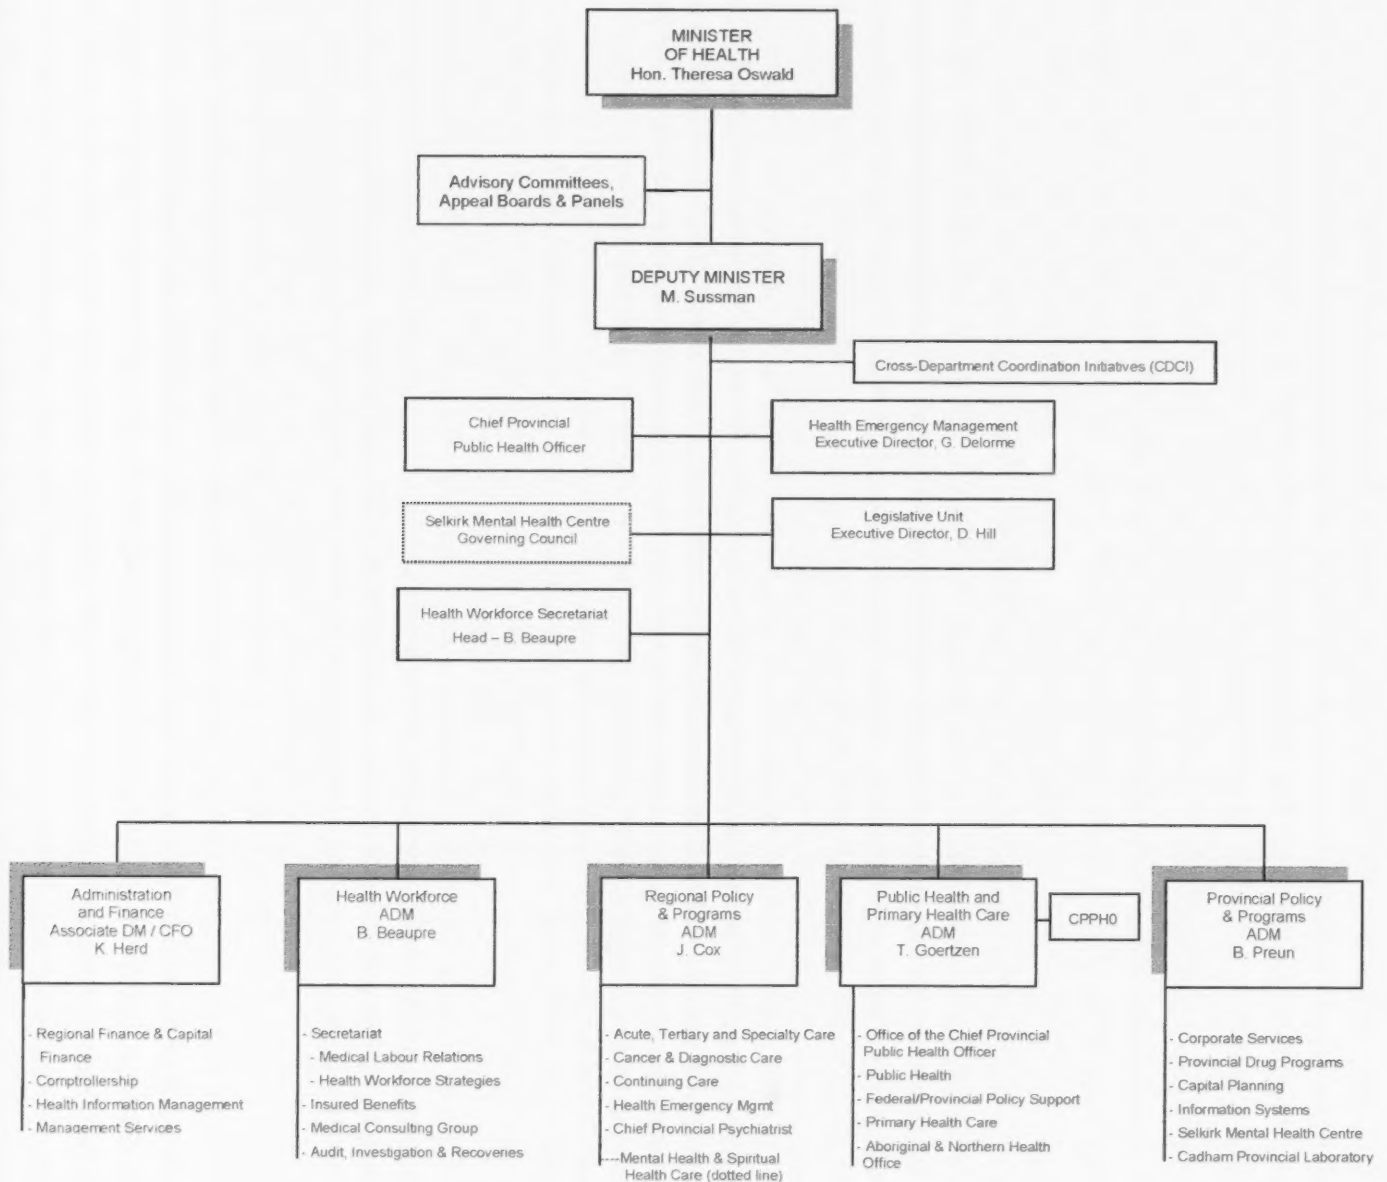 MINISTER
OF HEALTH
Hon. Theresa Oswald
Advisory Committees,
Appeal Boards & Panels
DEPUTY MINISTER
M. Sussman
Cross-Department Coordination Initiatives (CDCI)
Chief Provincial
Public Health Officer
Health Emergency Management
Executive Director, G. Delorme
Selkirk Mental Health Centre
Governing Council
Legislative Unit
Executive Director, D. Hill
Health Workforce Secretariat
Head – B. Beaupre
Administration
and Finance
Associate DM / CFO
K. Herd
Health Workforce
ADM
B. Beaupre
Regional Policy
& Programs
ADM
J. Cox
Public Health and
Primary Health Care
ADM
T. Goertzen
CPPH0
Provincial Policy
& Programs
ADM
B. Preun
- Regional Finance & Capital
Finance
- Comptrollership
- Health Information Management
- Management Services
- Secretariat
- Medical Labour Relations
- Health Workforce Strategies
- Insured Benefits
- Medical Consulting Group
- Audit, Investigation & Recoveries
- Acute, Tertiary and Specialty Care
- Cancer & Diagnostic Care
- Continuing Care
- Health Emergency Mgmt
- Chief Provincial Psychiatrist
----Mental Health & Spiritual
Health Care (dotted line)
- Office of the Chief Provincial
Public Health Officer
- Public Health
- Federal/Provincial Policy Support
- Primary Health Care
- Aboriginal & Northern Health
Office
- Corporate Services
- Provincial Drug Programs
- Capital Planning
- Information Systems
- Selkirk Mental Health Centre
- Cadham Provincial Laboratory